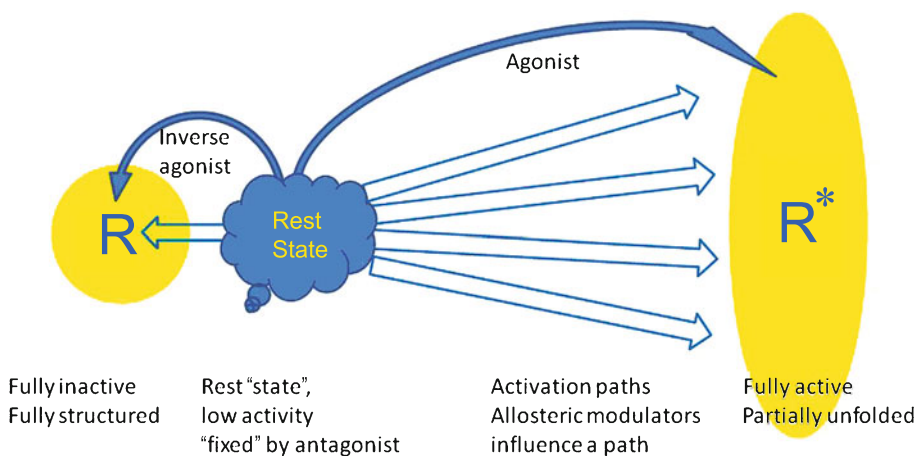 Agonist
Inverse
agonist
R
Rest
State
R*
Fully inactive
Fully structured
Rest “state”,
low activity
“fixed” by antagonist
Activation paths
Allosteric modulators
influence a path
Fully active
Partially unfolded